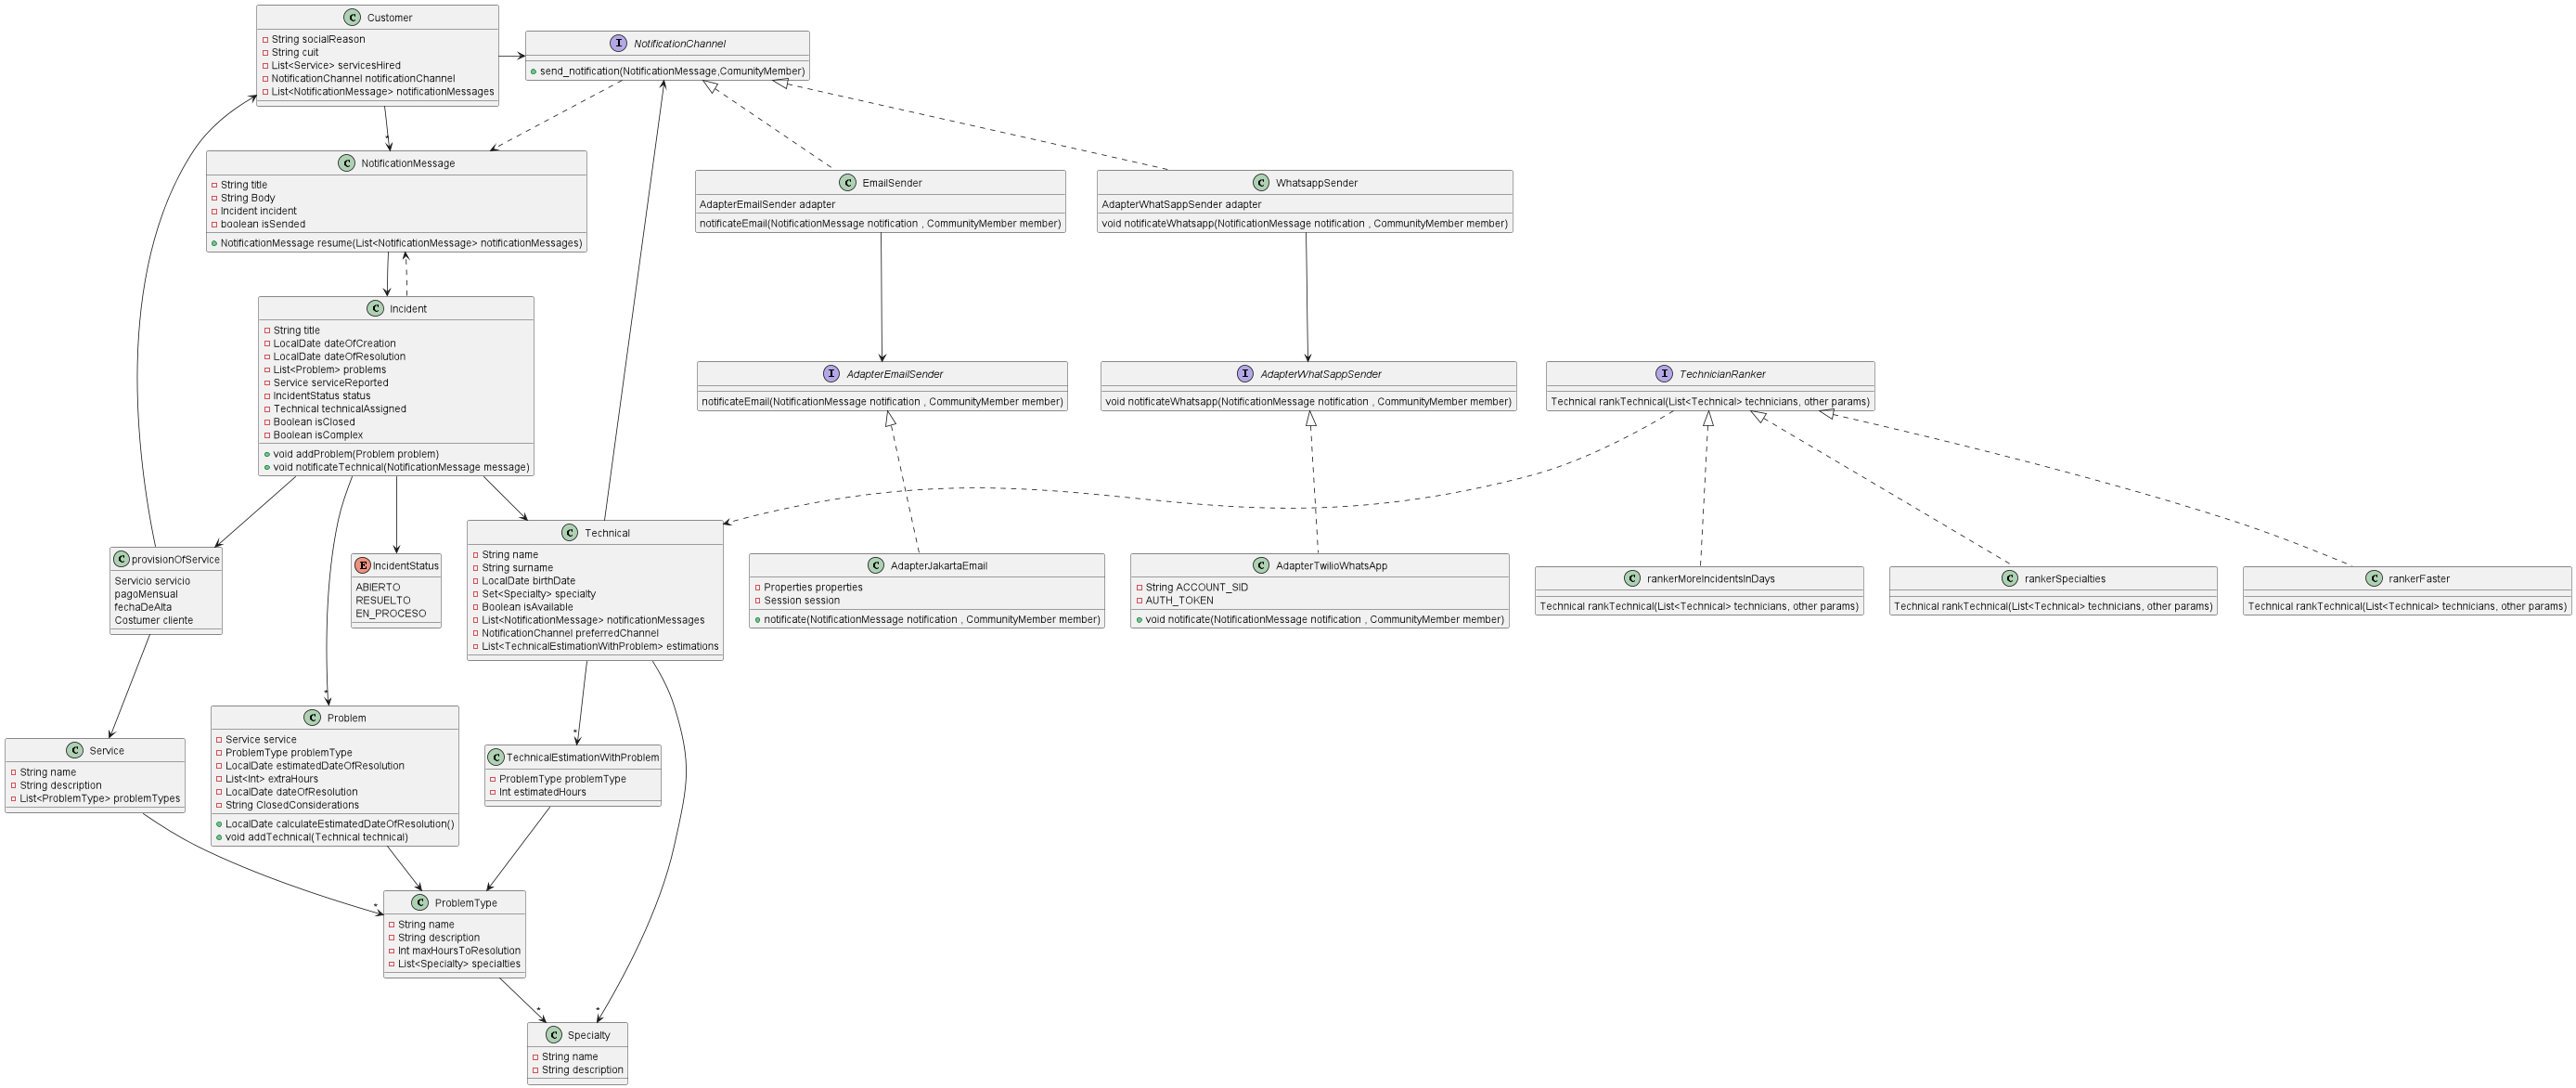 C Customer
String socialReason
String cuit
List<Service> servicesHired
NotificationChannel notificationChannel
List<NotificationMessage> notificationMessages
I NotificationChannel
send_notification(NotificationMessage,ComunityMember)
*
C NotificationMessage
String title
String Body
Incident incident
boolean isSended
NotificationMessage resume(List<NotificationMessage> notificationMessages)
C EmailSender
AdapterEmailSender adapter
notificateEmail(NotificationMessage notification , CommunityMember member)
C WhatsappSender
AdapterWhatSappSender adapter
void notificateWhatsapp(NotificationMessage notification , CommunityMember member)
C Incident
String title
LocalDate dateOfCreation
LocalDate dateOfResolution
List<Problem> problems
Service serviceReported
IncidentStatus status
Technical technicalAssigned
Boolean isClosed
Boolean isComplex
void addProblem(Problem problem)
void notificateTechnical(NotificationMessage message)
I AdapterEmailSender
notificateEmail(NotificationMessage notification , CommunityMember member)
I AdapterWhatSappSender
void notificateWhatsapp(NotificationMessage notification , CommunityMember member)
I TechnicianRanker
Technical rankTechnical(List<Technical> technicians, other params)
C provisionOfService
Servicio servicio
pagoMensual
fechaDeAlta
Costumer cliente
E IncidentStatus
ABIERTO
RESUELTO
EN_PROCESO
C Technical
String name
String surname
LocalDate birthDate
Set<Specialty> specialty
Boolean isAvailable
List<NotificationMessage> notificationMessages
NotificationChannel preferredChannel
List<TechnicalEstimationWithProblem> estimations
C AdapterJakartaEmail
Properties properties
Session session
notificate(NotificationMessage notification , CommunityMember member)
C AdapterTwilioWhatsApp
String ACCOUNT_SID
AUTH_TOKEN
void notificate(NotificationMessage notification , CommunityMember member)
C rankerMoreIncidentsInDays
Technical rankTechnical(List<Technical> technicians, other params)
C rankerSpecialties
Technical rankTechnical(List<Technical> technicians, other params)
C rankerFaster
Technical rankTechnical(List<Technical> technicians, other params)
*
*
C Service
String name
String description
List<ProblemType> problemTypes
C Problem
Service service
ProblemType problemType
LocalDate estimatedDateOfResolution
List<Int> extraHours
LocalDate dateOfResolution
String ClosedConsiderations
LocalDate calculateEstimatedDateOfResolution()
void addTechnical(Technical technical)
C TechnicalEstimationWithProblem
ProblemType problemType
Int estimatedHours
*
C ProblemType
String name
String description
Int maxHoursToResolution
List<Specialty> specialties
*
*
C Specialty
String name
String description